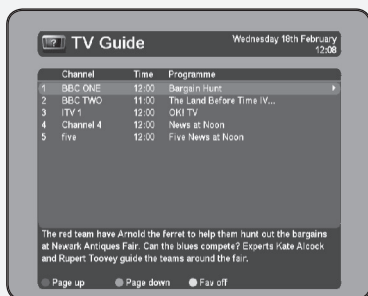 TV Guide
Wednesday 18th February
12:08
Channel Time Programme
1 BBC ONE 12:00 Bargain Hunt
2 BBC TWO 11:00 The Land Before Time IV...
3 ITV 1 12:00 OKI TV
4 Channel 4 12:00 News at Noon
5 five 12:00 Five News at Noon
The red team have Arnold the ferret to help them hunt out the bargains
at Newark Antiques Fair. Can the blues compete? Experts Kate Alcock
and Rupert Toovey guide the teams around the fair.
Page up Page down Fav off